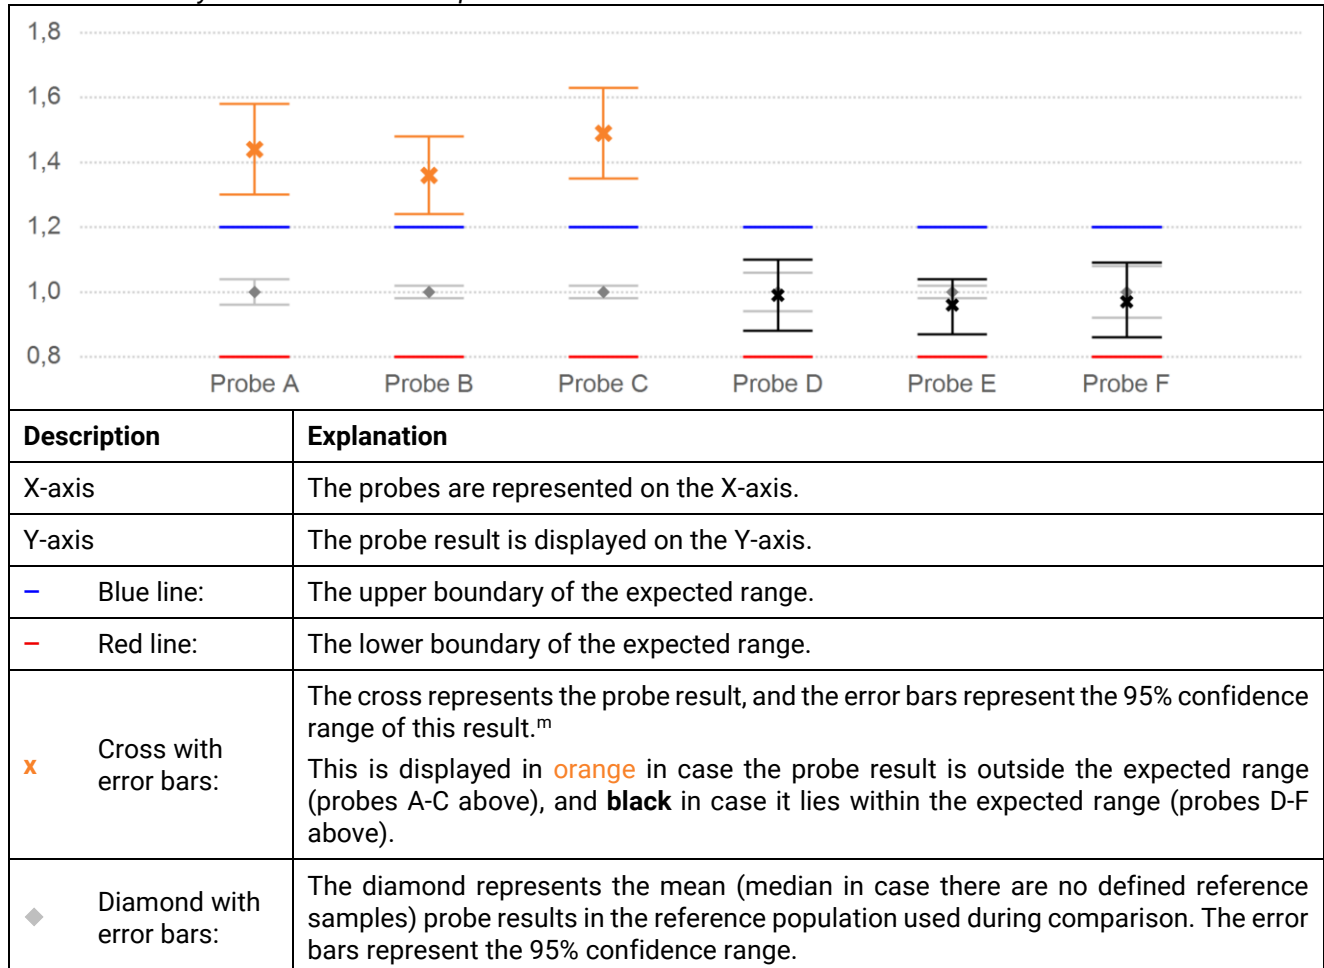 1,8
1,6
1,4
1,2
1,0
0,8
Probe A Probe B Probe C Probe D Probe E Probe F
Description Explanation
X-axis The probes are represented on the X-axis.
Y-axis The probe result is displayed on the Y-axis.
– Blue line: The upper boundary of the expected range.
– Red line: The lower boundary of the expected range.
x Cross with error bars:
The cross represents the probe result, and the error bars represent the 95% confidence
range of this result.m
This is displayed in orange in case the probe result is outside the expected range
(probes A-C above), and black in case it lies within the expected range (probes D-F
above).
Diamond with error bars:
The diamond represents the mean (median in case there are no defined reference
samples) probe results in the reference population used during comparison. The error
bars represent the 95% confidence range.